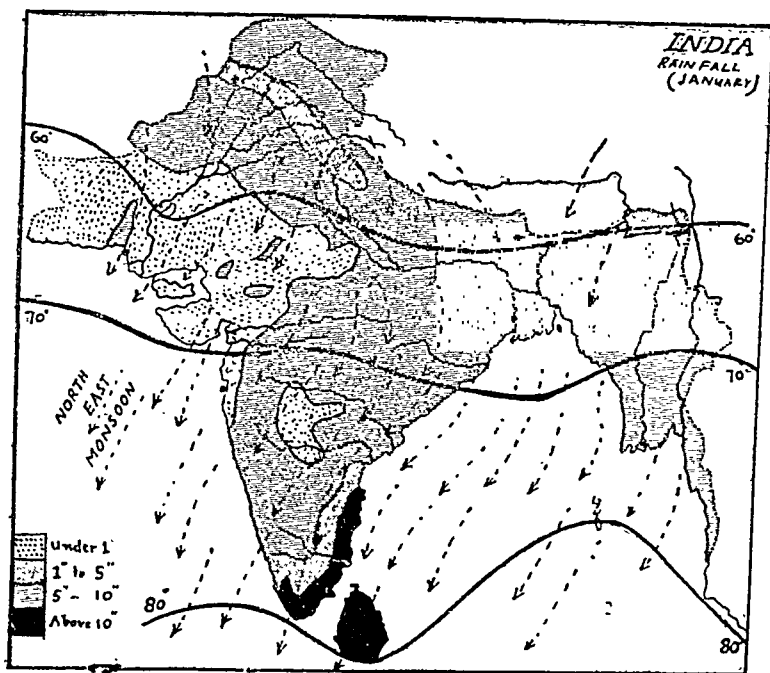 INDIA
RAINFALL
(JANUARY)
60°
60°
70°
70°
NORTH
EAST
MONSOON
under 1"
1" to 5"
5" - 10"
Above 10"
80°
80°